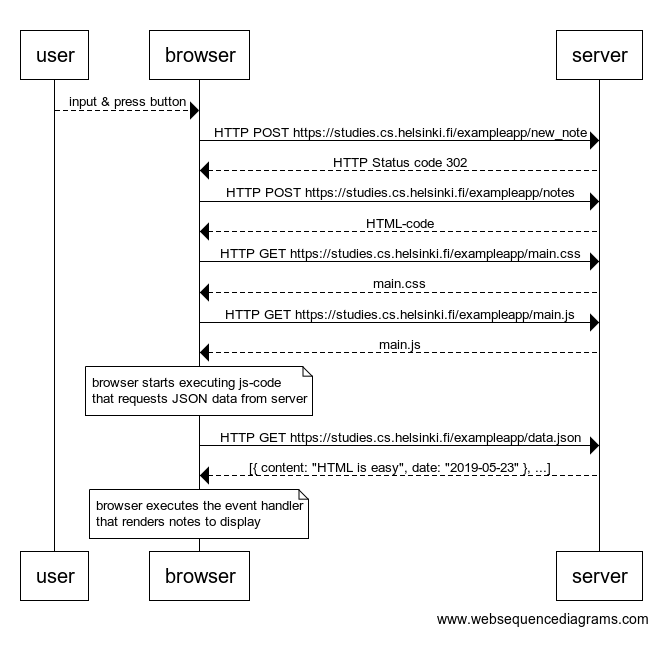 user browser server
input & press button
HTTP POST https://studies.cs.helsinki.fi/exampleapp/new_note
HTTP Status code 302
HTTP POST https://studies.cs.helsinki.fi/exampleapp/notes
HTML-code
HTTP GET https://studies.cs.helsinki.fi/exampleapp/main.css
main.css
HTTP GET https://studies.cs.helsinki.fi/exampleapp/main.js
main.js
browser starts executing js-code
that requests JSON data from server
HTTP GET https://studies.cs.helsinki.fi/exampleapp/data.json
[{ content: "HTML is easy", date: "2019-05-23" }, ...]
browser executes the event handler
that renders notes to display
user browser server
www.websequencediagrams.com